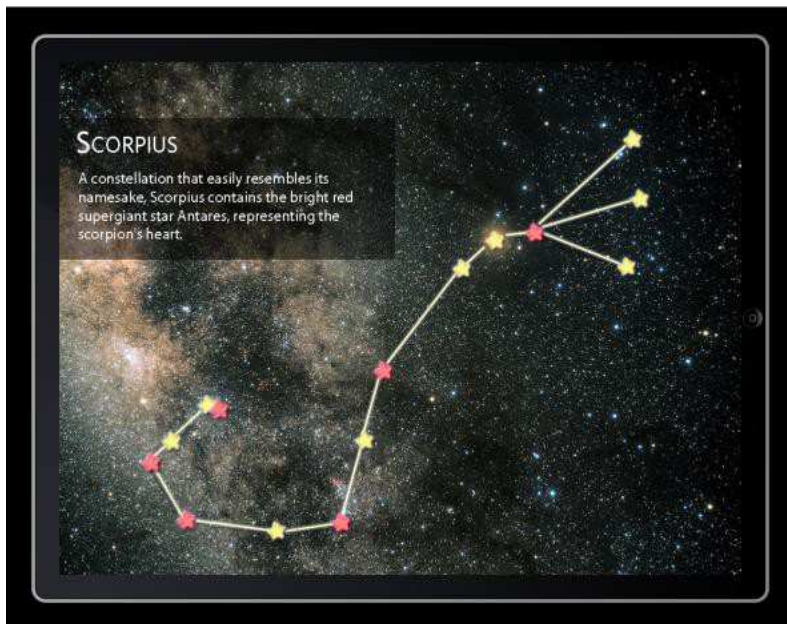 SCORPIUS
A constellation that easily resembles its
namesake, Scorpius contains the bright red
supergiant star Antares, representing the
scorpion's heart.